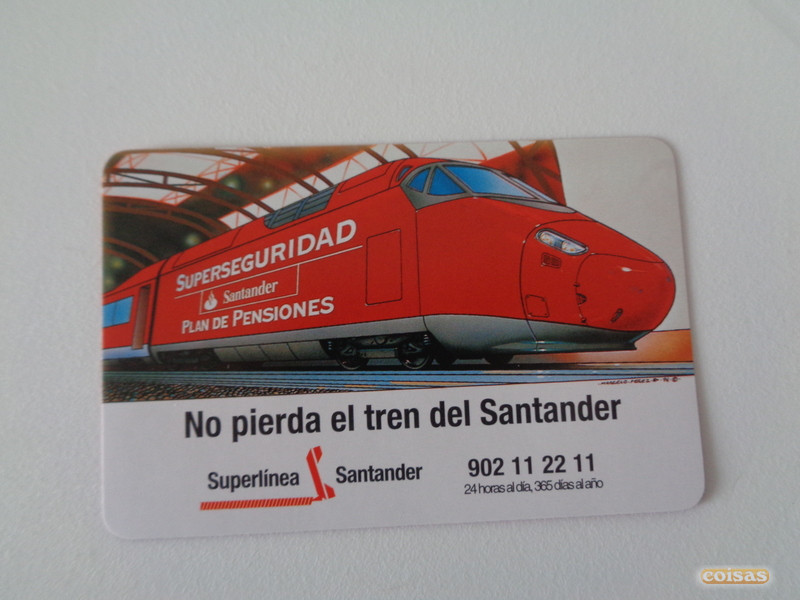 SUPERSEGURIDAD
Santander
PLAN DE PENSIONES
No pierda el tren del Santander
Superlínea Santander
902 11 22 11
24 horas al día, 365 días al año
coisas